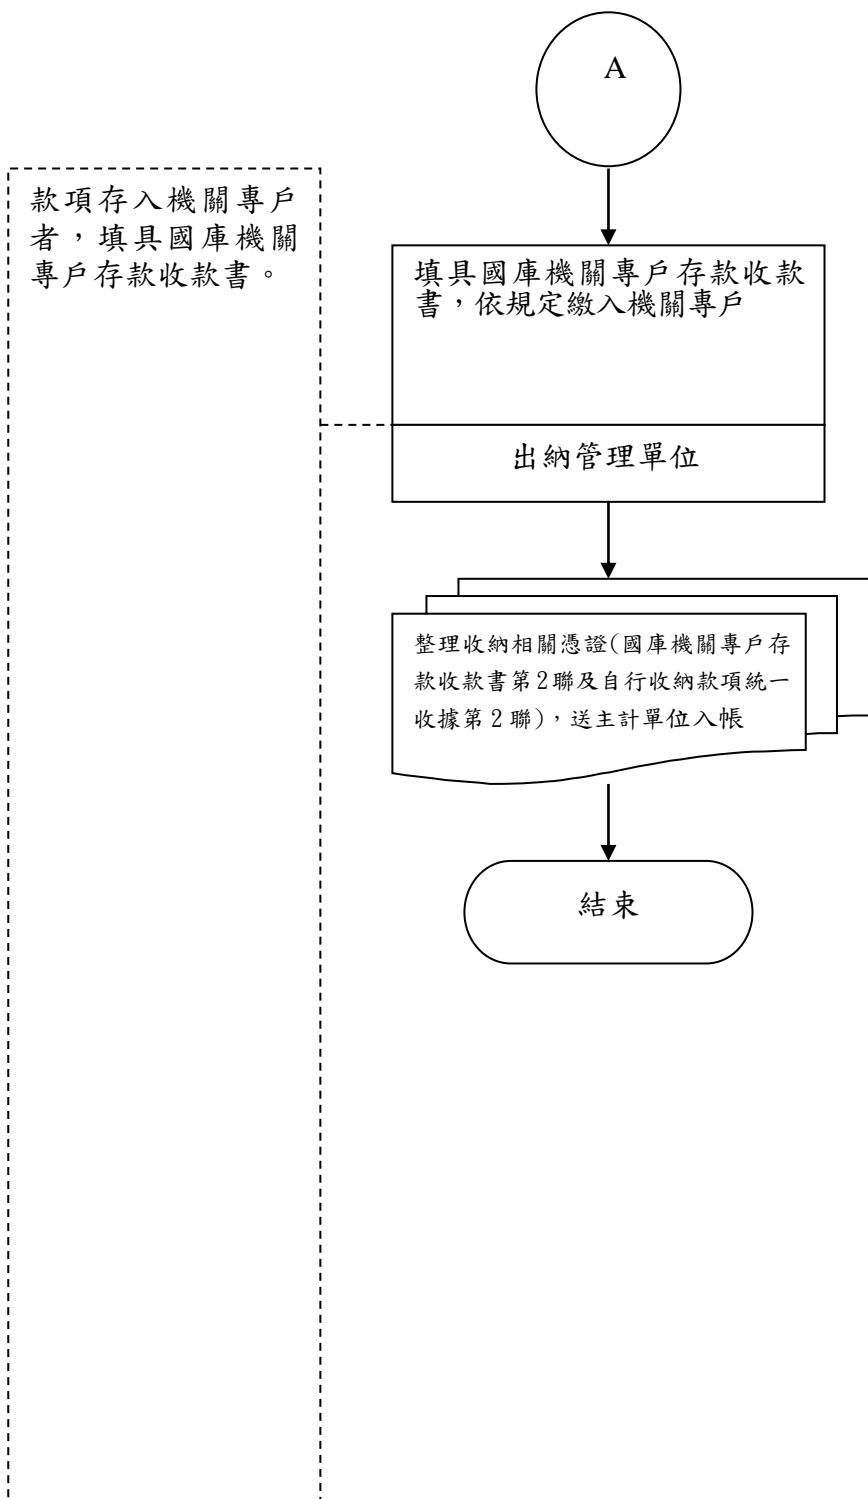 A
款項存入機關專戶
者，填具國庫機關
專戶存款收款書。
填具國庫機關專戶存款收款
書，依規定繳入機關專戶
出納管理單位
整理收納相關憑證(國庫機關專戶存
款收款書第2聯及自行收納款項統一
收據第2聯)，送主計單位入帳
結束